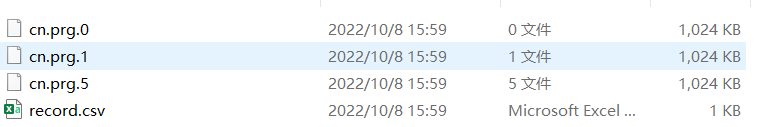 cn.prg.0 2022/10/8 15:59 0 文件 1,024 KB
cn.prg.1 2022/10/8 15:59 1 文件 1,024 KB
cn.prg.5 2022/10/8 15:59 5 文件 1,024 KB
record.csv 2022/10/8 15:59 Microsoft Excel ... 1 KB